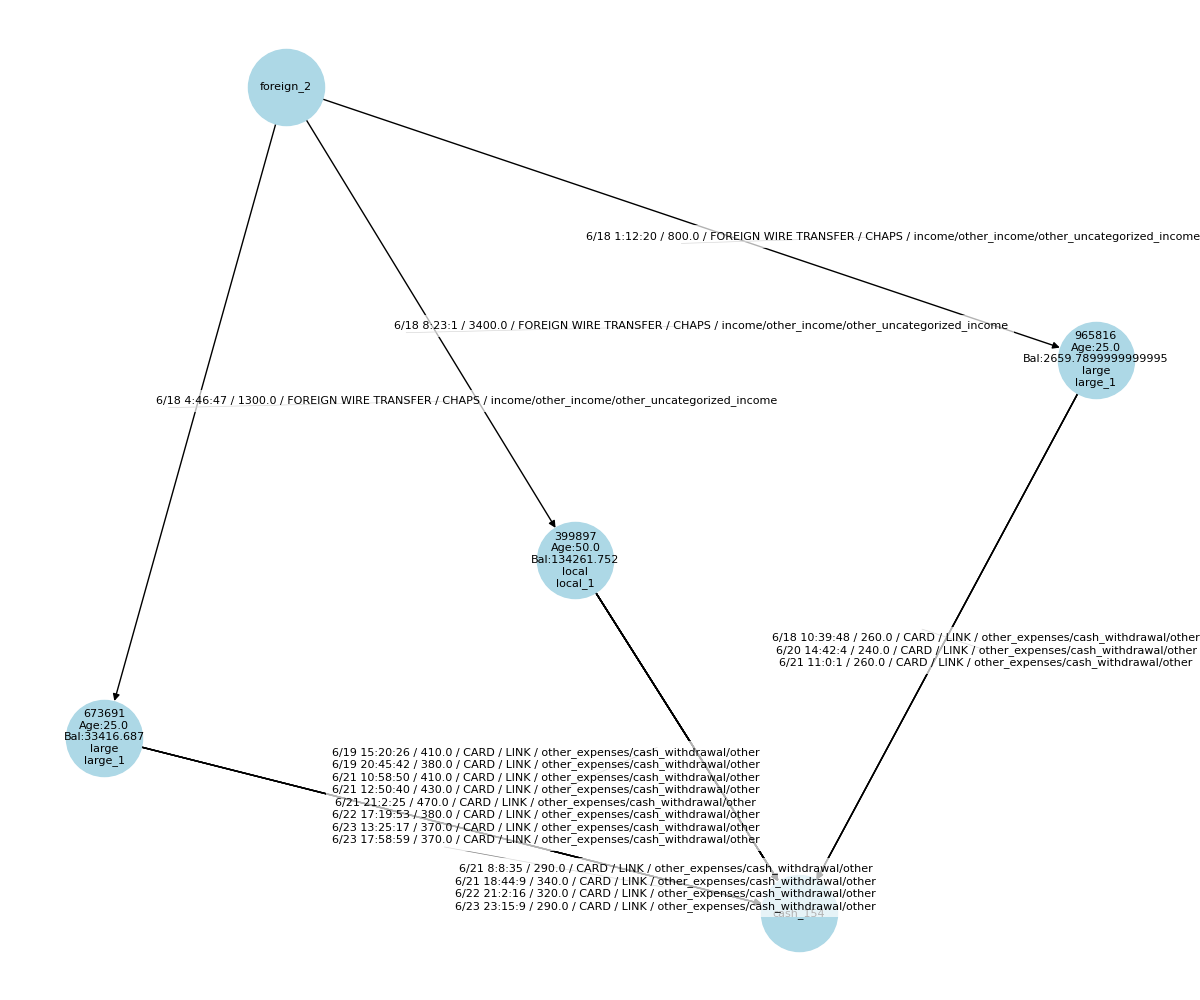 foreign_2
6/18 1:12:20 / 800.0 / FOREIGN WIRE TRANSFER / CHAPS / income/other_income/other_uncategorized_income
6/18 8:23:1 / 3400.0 / FOREIGN WIRE TRANSFER / CHAPS / income/other_income/other_uncategorized_income
965816
Age:25.0
Bal:2659.7899999999995
large
large_1
6/18 4:46:47 / 1300.0 / FOREIGN WIRE TRANSFER / CHAPS / income/other_income/other_uncategorized_income
399897
Age:50.0
Bal:134261.752
local
local_1
6/18 10:39:48 / 260.0 / CARD / LINK / other_expenses/cash_withdrawal/other
6/20 14:42:4 / 240.0 / CARD / LINK / other_expenses/cash_withdrawal/other
6/21 11:0:1 / 260.0 / CARD / LINK / other_expenses/cash_withdrawal/other
673691
Age:25.0
Bal:33416.687
large
large_1
6/19 15:20:26 / 410.0 / CARD / LINK / other_expenses/cash_withdrawal/other
6/19 20:45:42 / 380.0 / CARD / LINK / other_expenses/cash_withdrawal/other
6/21 10:58:50 / 410.0 / CARD / LINK / other_expenses/cash_withdrawal/other
6/21 12:50:40 / 430.0 / CARD / LINK / other_expenses/cash_withdrawal/other
6/21 21:2:25 / 470.0 / CARD / LINK / other_expenses/cash_withdrawal/other
6/22 17:19:53 / 380.0 / CARD / LINK / other_expenses/cash_withdrawal/other
6/23 13:25:17 / 370.0 / CARD / LINK / other_expenses/cash_withdrawal/other
6/23 17:58:59 / 370.0 / CARD / LINK / other_expenses/cash_withdrawal/other
6/21 8:8:35 / 290.0 / CARD / LINK / other_expenses/cash_withdrawal/other
6/21 18:44:9 / 340.0 / CARD / LINK / other_expenses/cash_withdrawal/other
6/22 21:2:16 / 320.0 / CARD / LINK / other_expenses/cash_withdrawal/other
6/23 23:15:9 / 290.0 / CARD / LINK / other_expenses/cash_withdrawal/other
cash_154